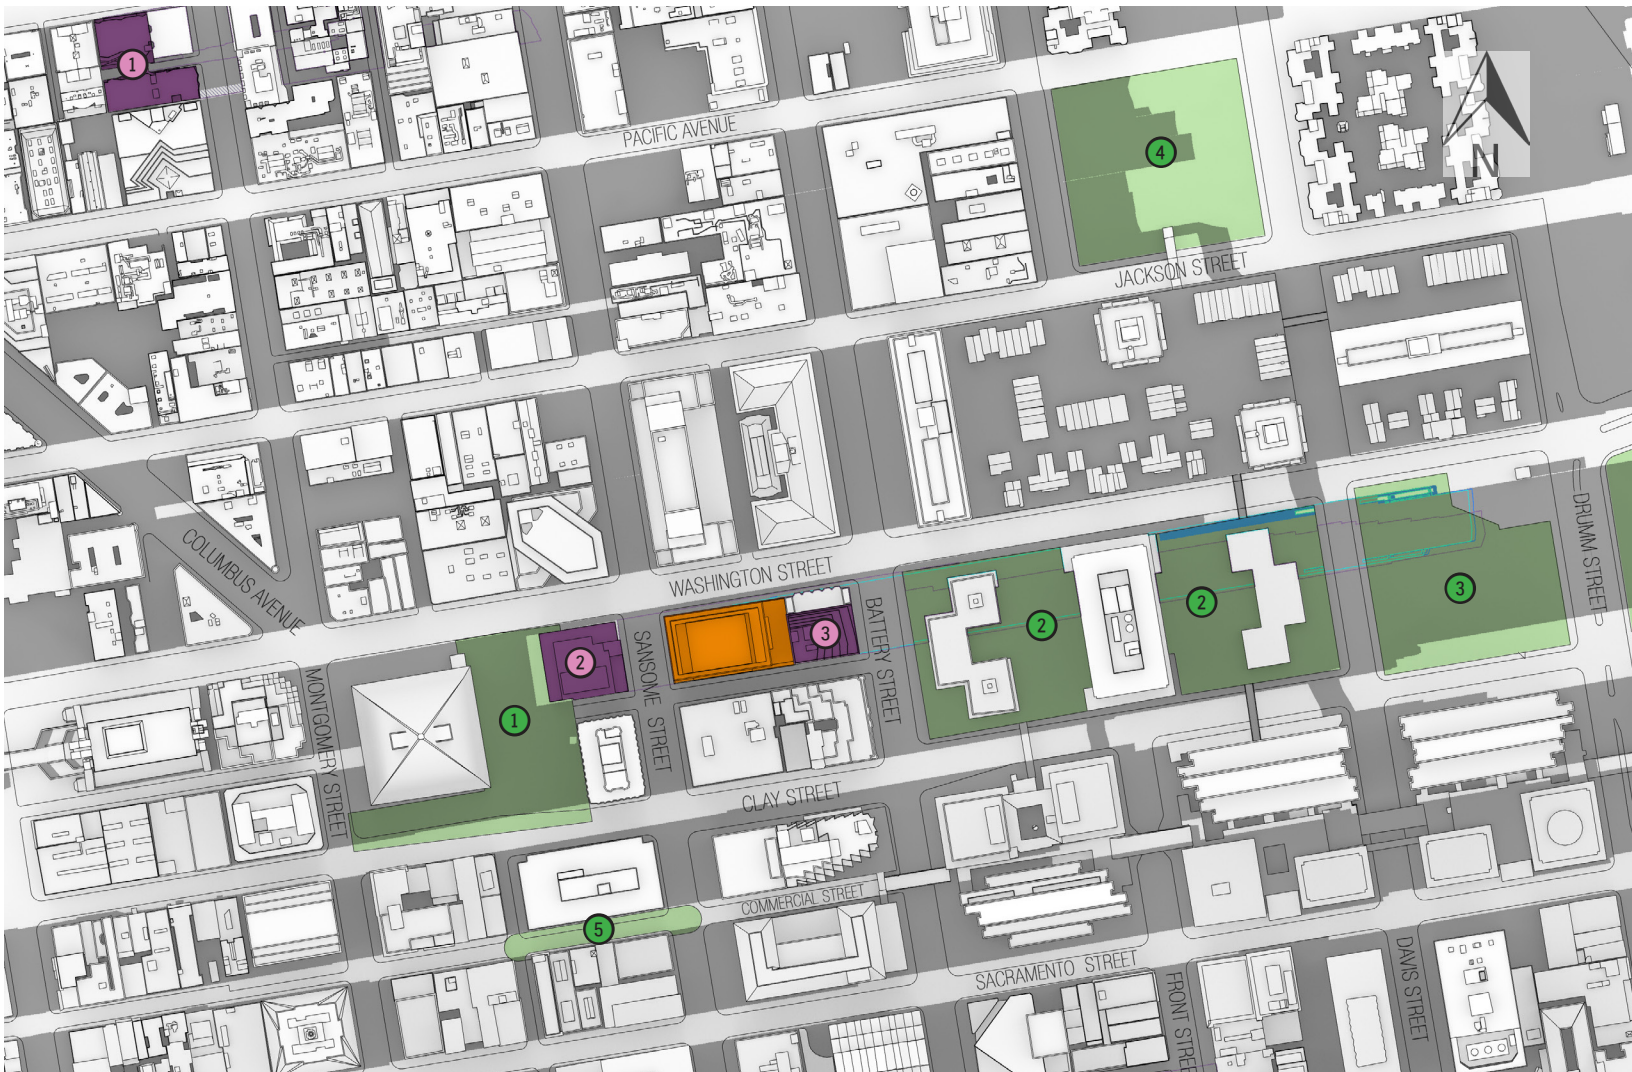 1
PACIFIC AVENUE
4
N
JACKSON STREET
COLUMBUS AVENUE
WASHINGTON STREET
DRUMM STREET
3
2
2
BATTERY STREET
3
SANSOME STREET
2
1
MONTGOMERY STREET
CLAY STREET
COMMERCIAL STREET
5
SACRAMENTO STREET
FRONT STREET
DAVIS STREET